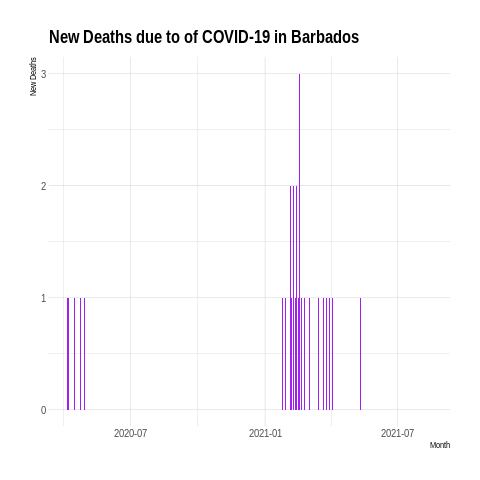 New Deaths due to of COVID-19 in Barbados
New Deaths
3
2
1
0
2020-07
2021-01
2021-07
Month